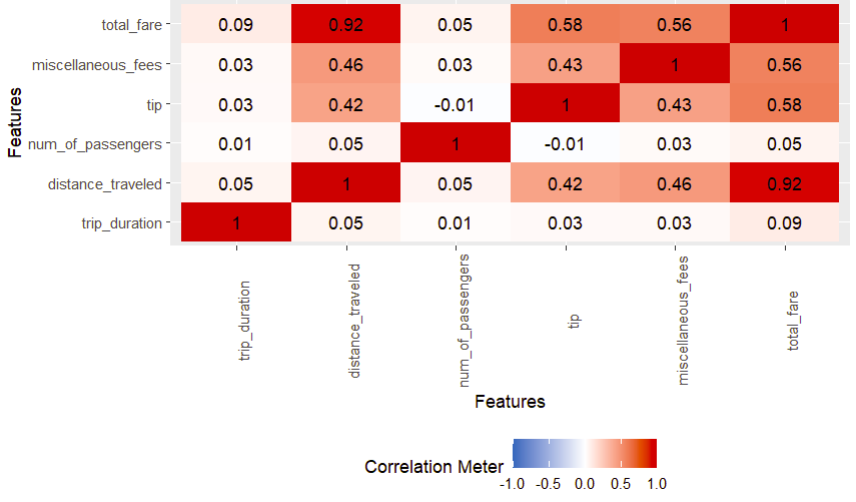 total_fare 0.09 0.92 0.05 0.58 0.56 1
miscellaneous_fees 0.03 0.46 0.03 0.43 1 0.56
tip 0.03 0.42 -0.01 1 0.43 0.58
num_of_passengers 0.01 0.05 1 -0.01 0.03 0.05
distance_traveled 0.05 1 0.05 0.42 0.46 0.92
trip_duration 1 0.05 0.01 0.03 0.03 0.09
Features
trip_duration
distance_traveled
num_of_passengers
tip
miscellaneous_fees
total_fare
Features
Correlation Meter
-1.0 -0.5 0.0 0.5 1.0